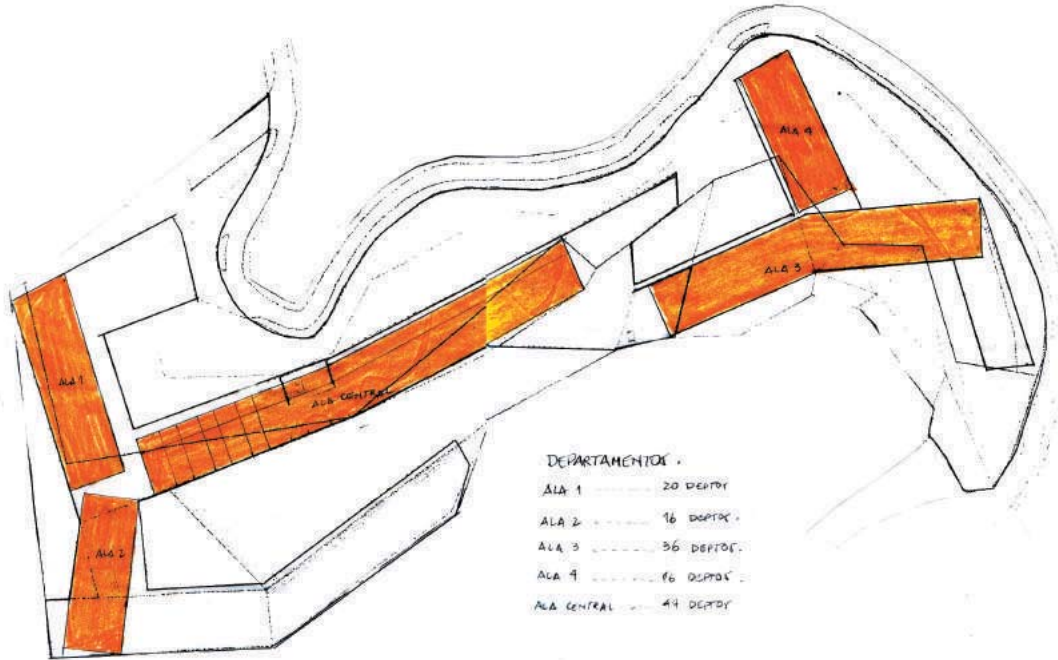 ALA 4
ALA 3
ALA 1
ALA CENTRAL
ALA 2
DEPARTAMENTOS.
ALA 1 ------- 20 DEPTOS
ALA 2 ------- 16 DEPTOS.
ALA 3 ------- 36 DEPTOS.
ALA 4 ------- 16 DEPTOS.
ALA CENTRAL -- 44 DEPTOS